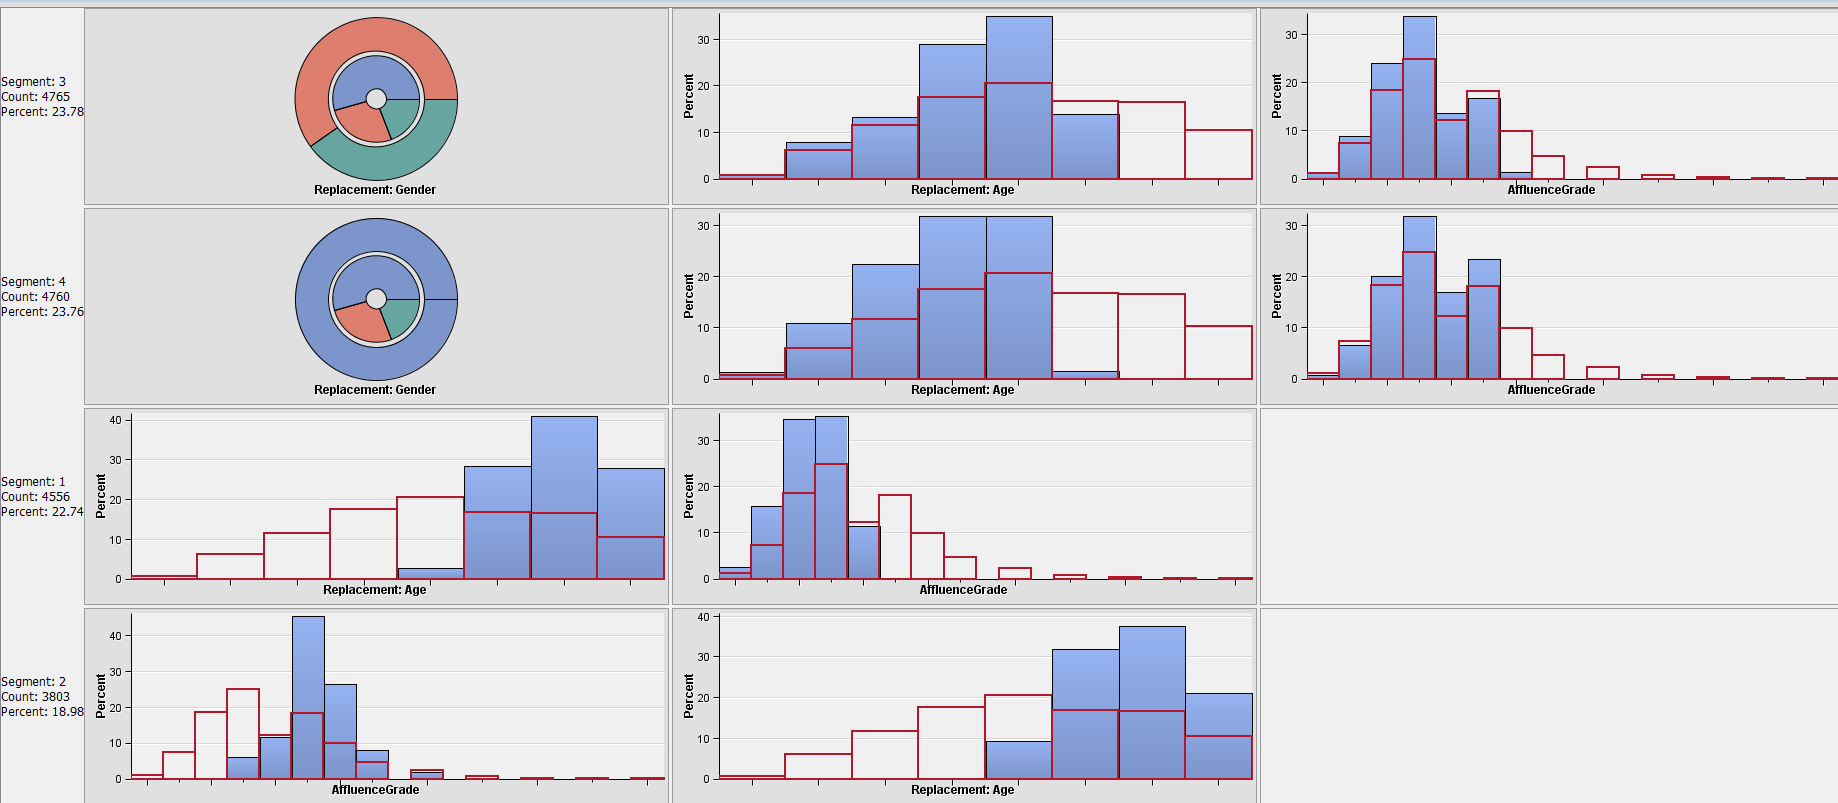 Segment: 3
Count: 4765
Percent: 23.78
Replacement: Gender
Percent
30
20
10
0
Replacement: Age
Percent
30
20
10
0
AffluenceGrade
Segment: 4
Count: 4760
Percent: 23.76
Replacement: Gender
Percent
30
20
10
0
Replacement: Age
Percent
30
20
10
0
AffluenceGrade
Segment: 1
Count: 4556
Percent: 22.74
Percent
40
30
20
10
0
Replacement: Age
Percent
30
20
10
0
AffluenceGrade
Segment: 2
Count: 3803
Percent: 18.98
Percent
40
30
20
10
0
AffluenceGrade
Percent
40
30
20
10
0
Replacement: Age